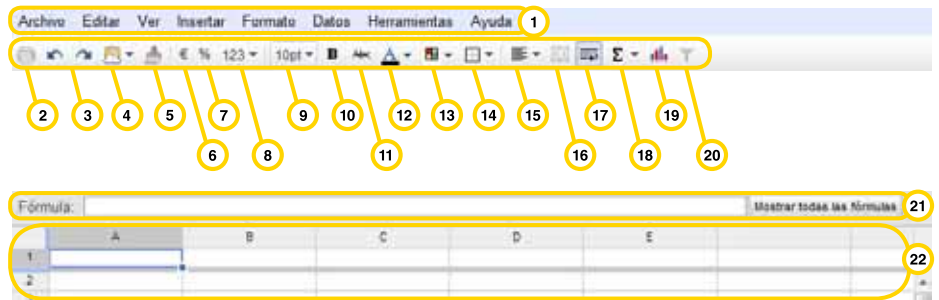 Archivo Editar Ver Insertar Formato Datos Herramientas Ayuda 1
€ % 123 10pt B Abc A Σ
2 3 4 5 7 9 10 12 13 14 15 17 19
6 8 11 16 18 20
Fórmula: Mostrar todas las fórmulas 21
A B C D E
1 22
2